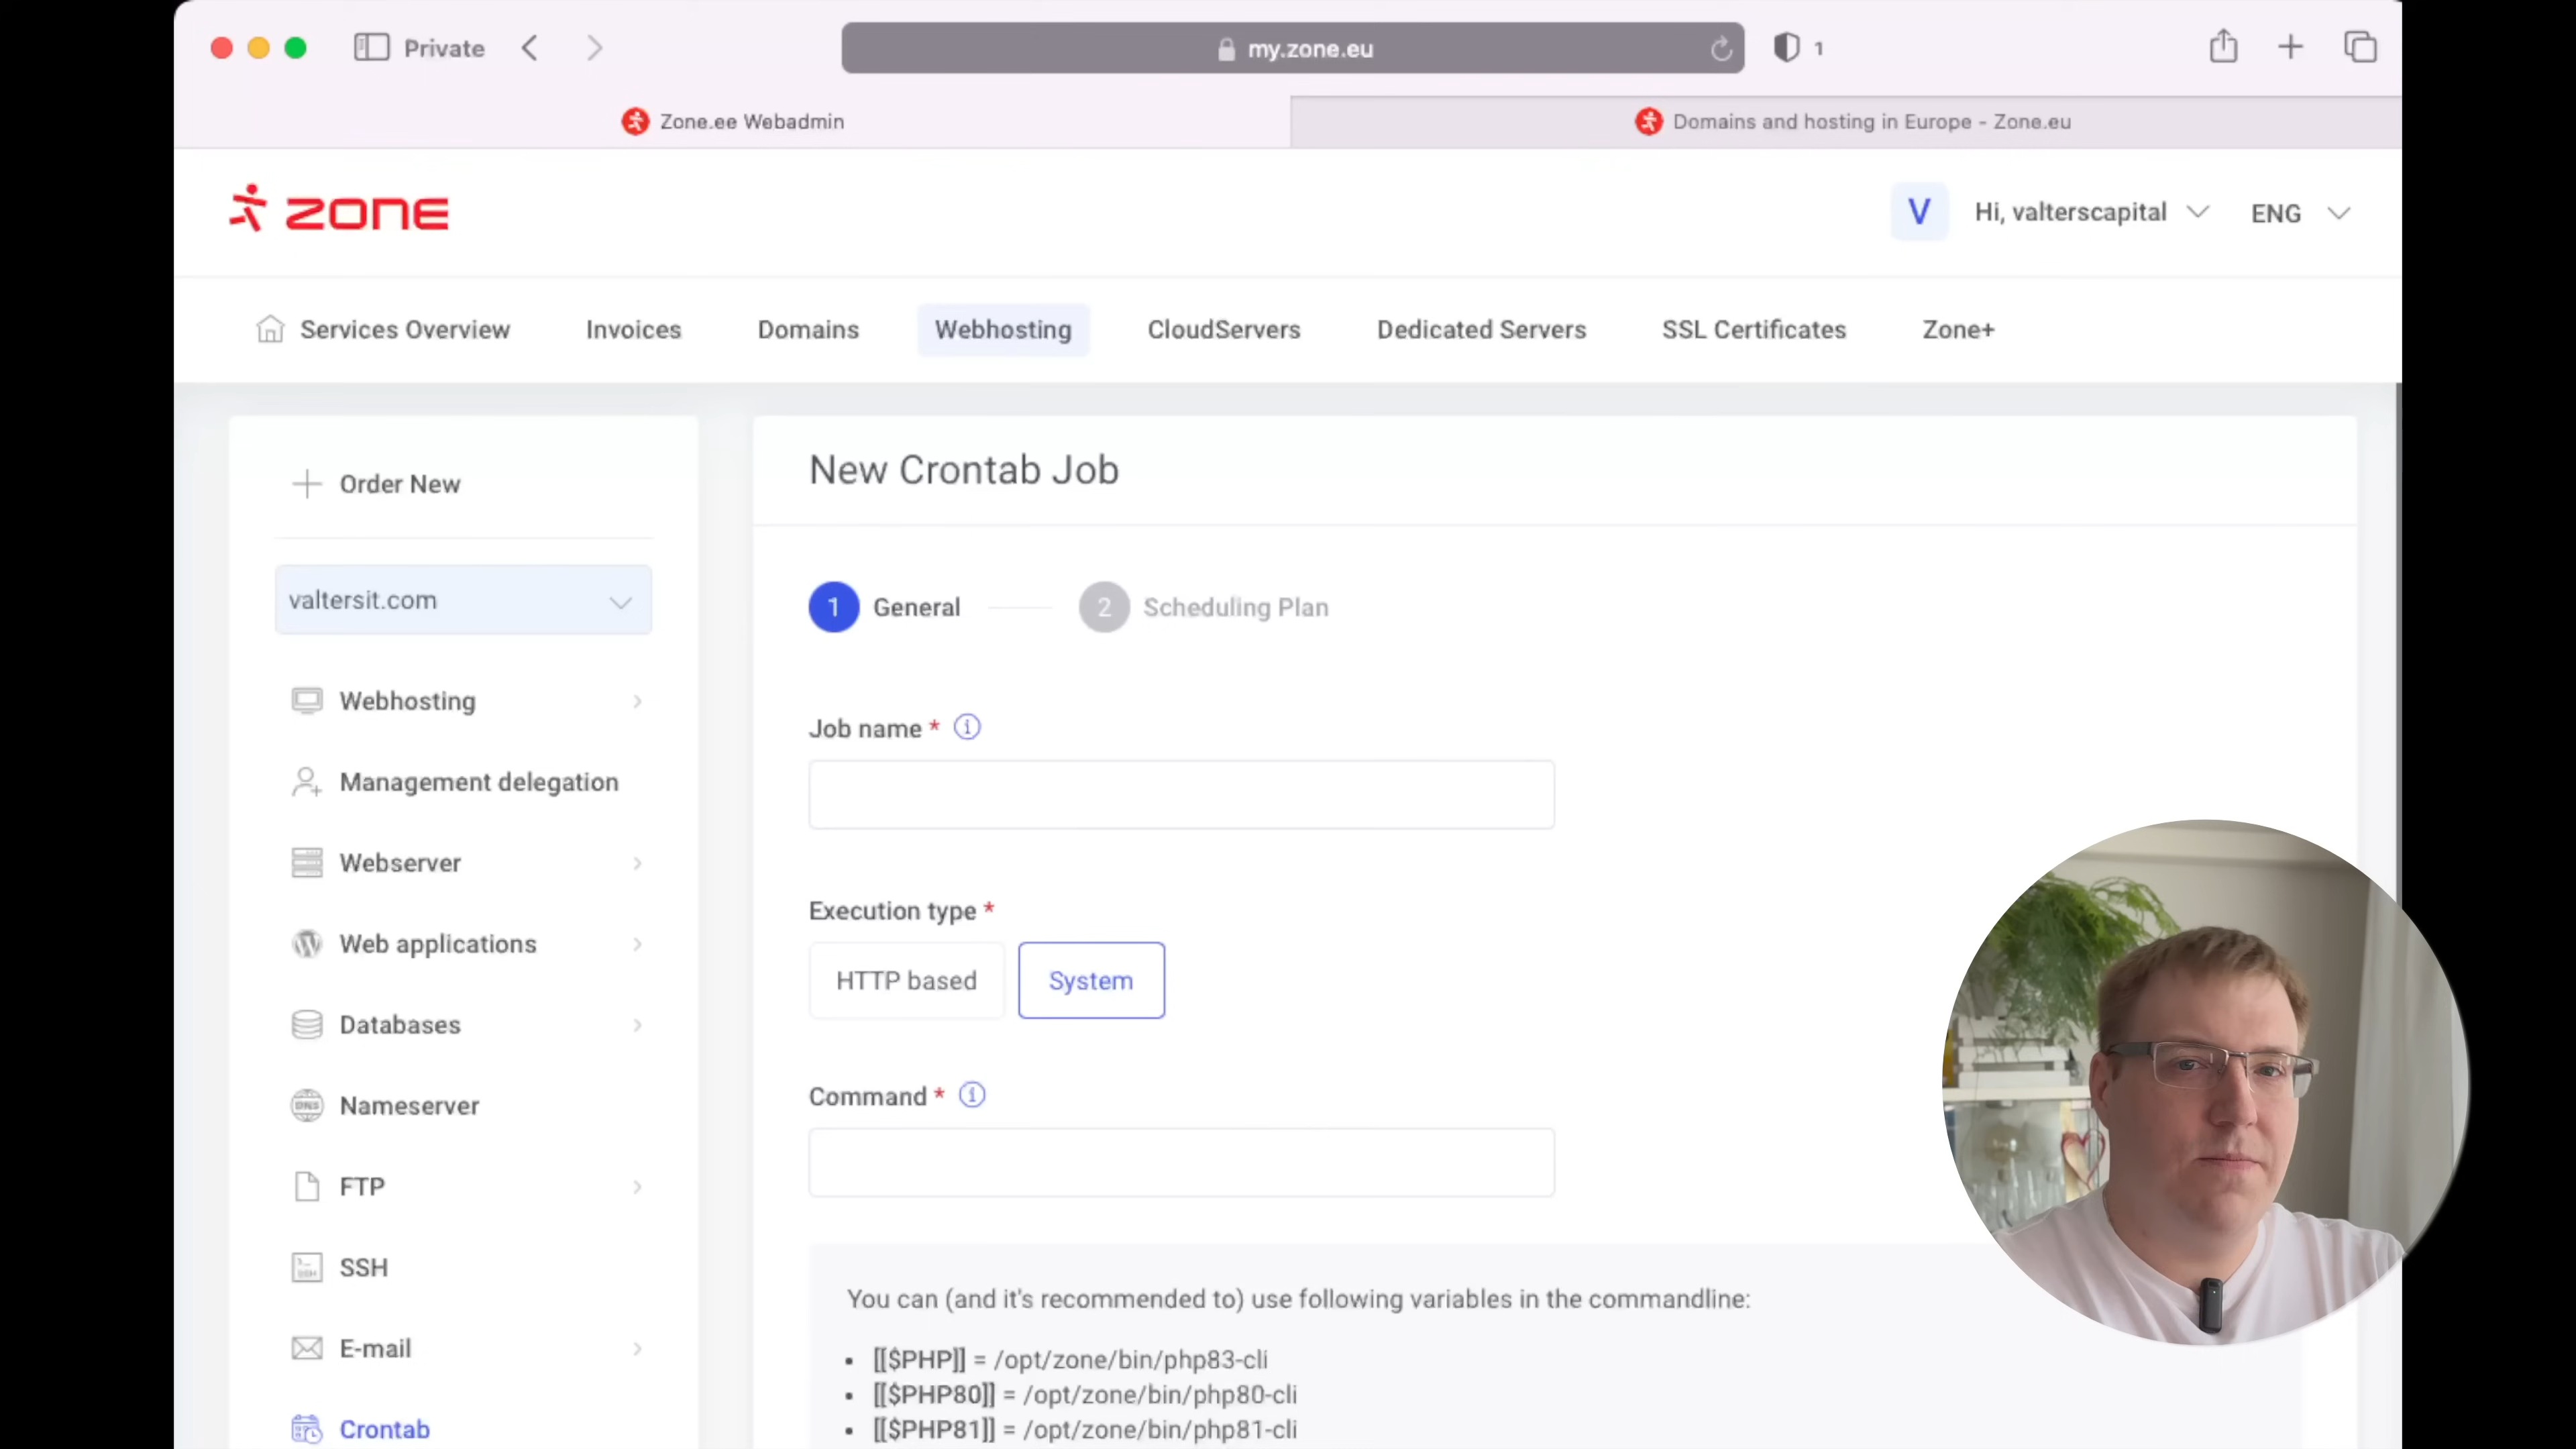 Private
my.zone.eu
1
Zone.ee Webadmin
Domains and hosting in Europe - Zone.eu
ZONE
V
Hi, valterscapital
ENG
Services Overview
Invoices
Domains
Webhosting
CloudServers
Dedicated Servers
SSL Certificates
Zone+
Order New
valtersit.com
Webhosting
Management delegation
Webserver
Web applications
Databases
DNS
Nameserver
FTP
SSH
SSH
E-mail
Crontab
New Crontab Job
1 General
2 Scheduling Plan
Job name *
Execution type *
HTTP based
System
Command *
You can (and it's recommended to) use following variables in the commandline:
• [[$PHP]] = /opt/zone/bin/php83-cli
• [[$PHP80]] = /opt/zone/bin/php80-cli
• [[$PHP81]] = /opt/zone/bin/php81-cli